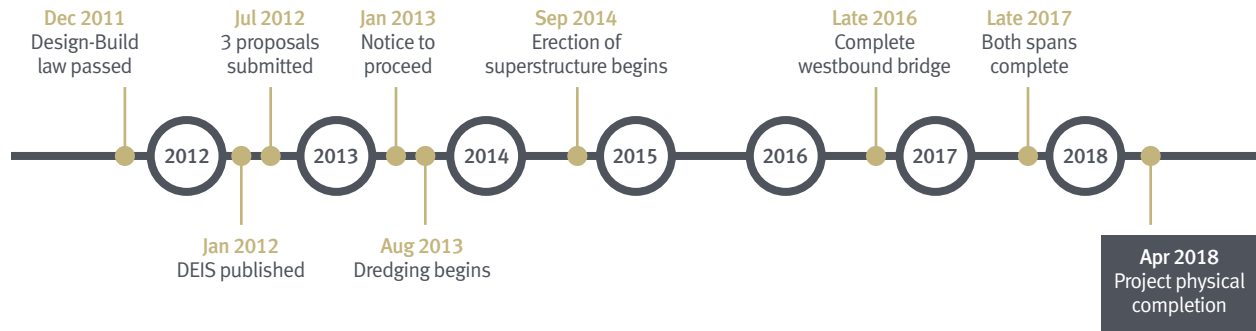 Dec 2011
Design-Build
law passed
Jul 2012
3 proposals
submitted
Jan 2013
Notice to
proceed
Sep 2014
Erection of
superstructure begins
Late 2016
Complete
westbound bridge
Late 2017
Both spans
complete
2012
2013
2014
2015
2016
2017
2018
Jan 2012
DEIS published
Aug 2013
Dredging begins
Apr 2018
Project physical
completion